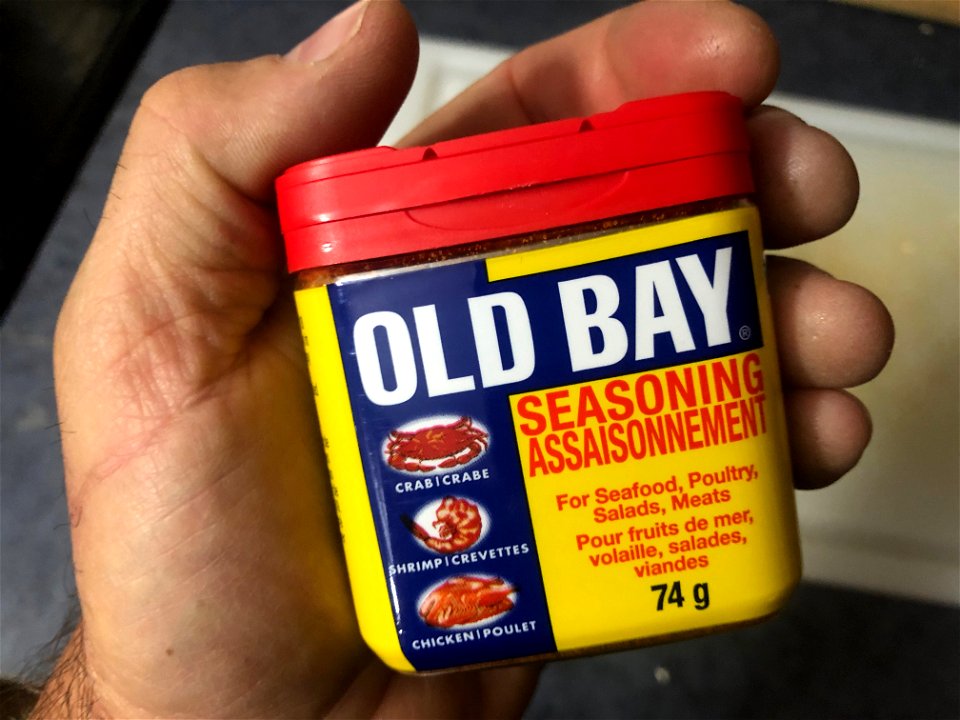 OLD BAY®
SEASONING
ASSAISONNEMENT
CRAB|CRABE
SHRIMP|CREVETTES
CHICKEN|POULET
For Seafood, Poultry,
Salads, Meats
Pour fruits de mer,
volaille, salades,
viandes
74 g